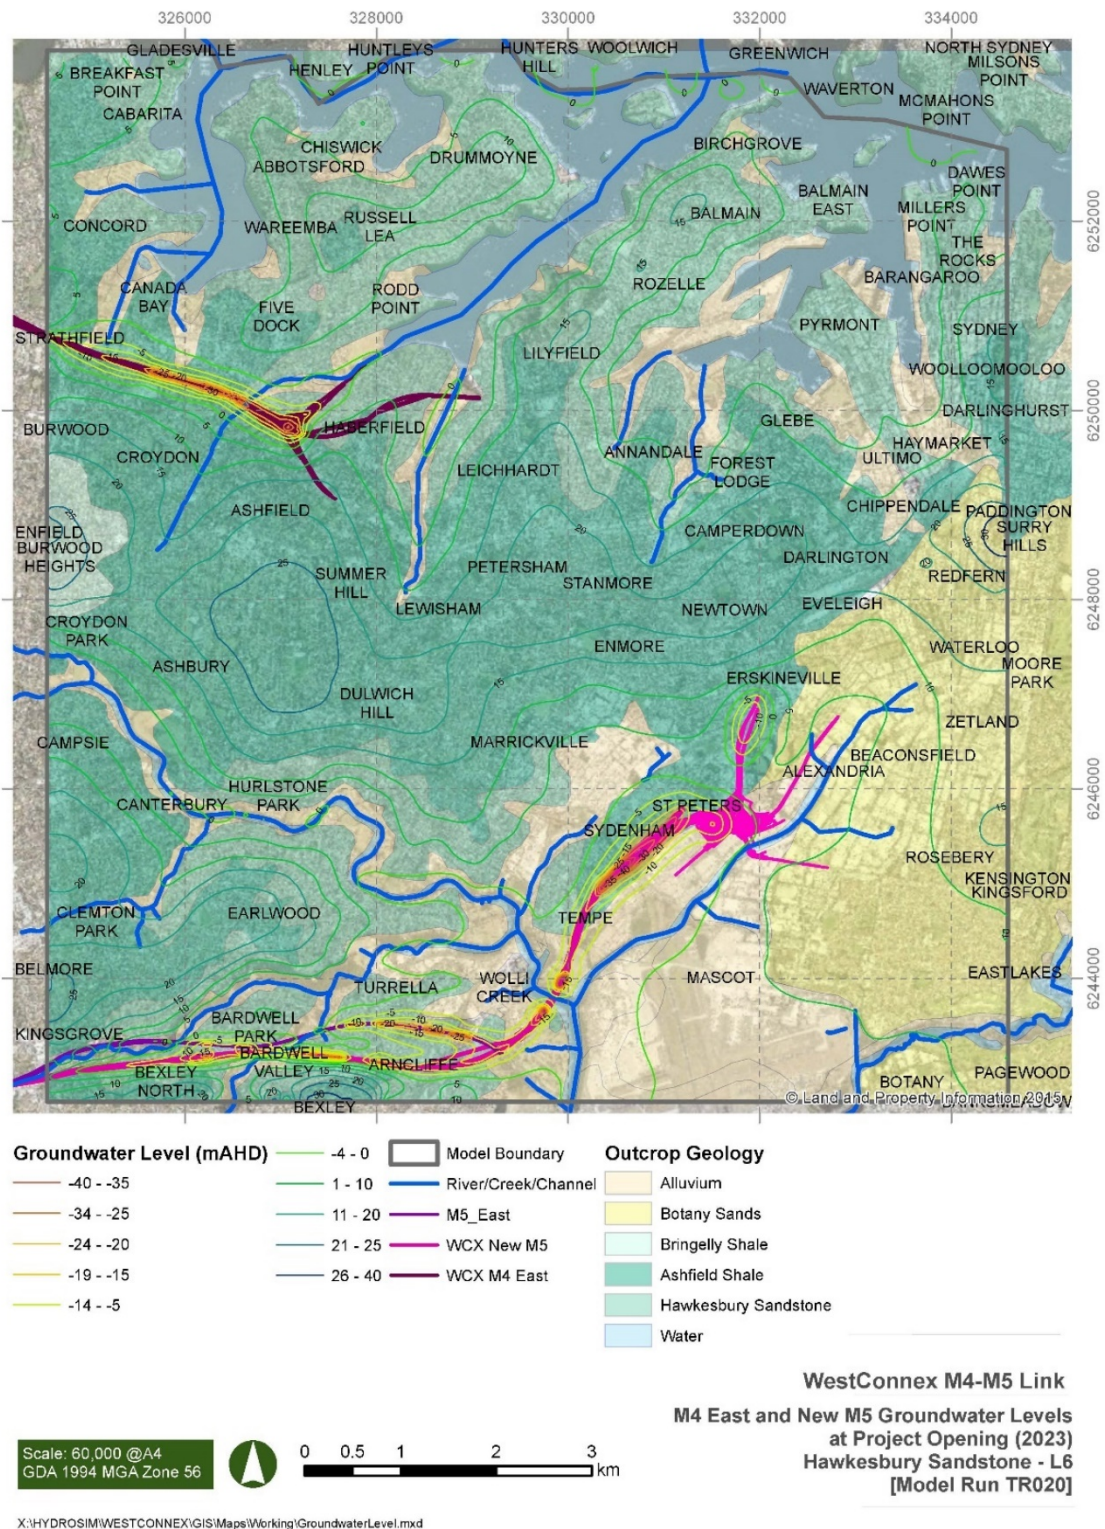 326000 328000 330000 332000 334000
GLADESVILLE
HUNTLEYS
POINT
HUNTERS
HILL
WOOLWICH
GREENWICH
NORTH SYDNEY
MILSONS
POINT
BREAKFAST
POINT
HENLEY
CABARITA
WAVERTON
MCMAHONS
POINT
CHISWICK
ABBOTSFORD
DRUMMOYNE
BIRCHGROVE
DAWES
POINT
BALMAIN
EAST
MILLERS
POINT
CONCORD
WAREEMBA
RUSSELL
LEA
BALMAIN
6252000
THE
ROCKS
BARANGAROO
CANADA
BAY
RODD
POINT
ROZELLE
FIVE
DOCK
PYRMONT
SYDNEY
STRATHFIELD
LILYFIELD
WOOLLOOMOOLOO
6250000
DARLINGHURST
BURWOOD
HABERFIELD
GLEBE
HAYMARKET
ULTIMO
CROYDON
LEICHHARDT
ANNANDALE
FOREST
LODGE
ASHFIELD
CHIPPENDALE
PADDINGTON
SURRY
HILLS
ENFIELD
BURWOOD
HEIGHTS
CAMPERDOWN
DARLINGTON
SUMMER
HILL
PETERSHAM
STANMORE
REDFERN
LEWISHAM
NEWTOWN
EVELEIGH
6248000
CROYDON
PARK
ENMORE
WATERLOO
MOORE
PARK
ASHBURY
ERSKINEVILLE
DULWICH
HILL
ZETLAND
CAMPSIE
MARRICKVILLE
BEACONSFIELD
ALEXANDRIA
HURLSTONE
PARK
CANTERBURY
ST PETERS
6246000
SYDENHAM
ROSEBERY
KENSINGTON
KINGSFORD
CLEMTON
PARK
EARLWOOD
TEMPE
BELMORE
TURRELLA
WOLLI
CREEK
MASCOT
EASTLAKES
6244000
KINGSGROVE
BARDWELL
PARK
BARDWELL
VALLEY
ARNCLIFFE
BEXLEY
NORTH
BEXLEY
BOTANY
PAGEWOOD
BANKSMEADOW
© Land and Property Information 2015
Groundwater Level (mAHD)
-40 - -35
-34 - -25
-24 - -20
-19 - -15
-14 - -5
-4 - 0
1 - 10
11 - 20
21 - 25
26 - 40
Model Boundary
River/Creek/Channel
M5_East
WCX New M5
WCX M4 East
Outcrop Geology
Alluvium
Botany Sands
Bringelly Shale
Ashfield Shale
Hawkesbury Sandstone
Water
WestConnex M4-M5 Link
M4 East and New M5 Groundwater Levels
at Project Opening (2023)
Hawkesbury Sandstone - L6
[Model Run TR020]
Scale: 60,000 @A4
GDA 1994 MGA Zone 56
0 0.5 1 2 3
km
X:\HYDROSIM\WESTCONNEX\GIS\Maps\Working\GroundwaterLevel.mxd